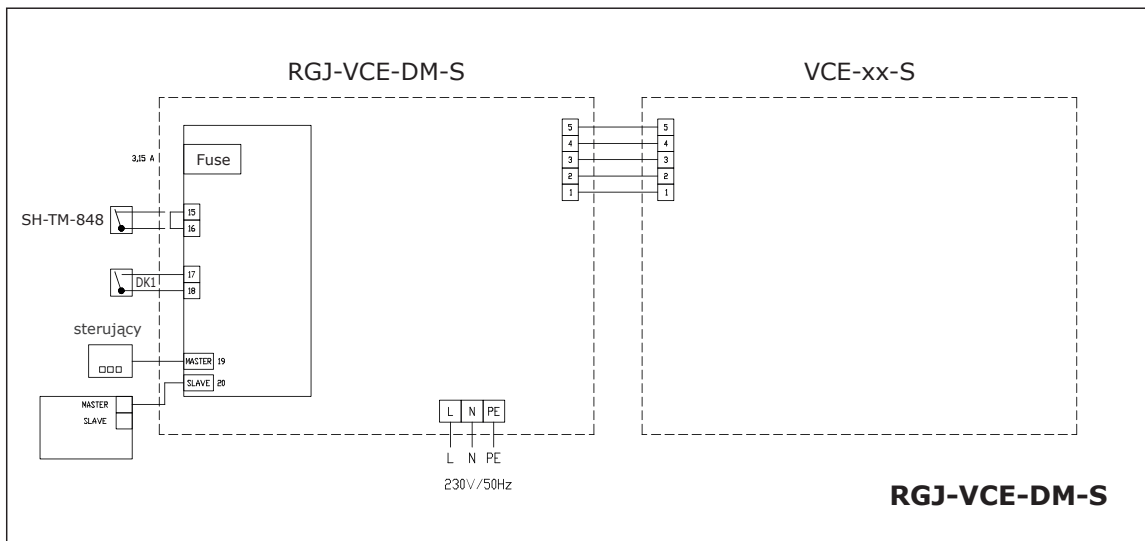 RGJ-VCE-DM-S
VCE-xx-S
3,15 A
Fuse
SH-TM-848
15
16
DK1
17
18
sterujący
MASTER 19
SLAVE 20
MASTER
SLAVE
5 5
4 4
3 3
2 2
1 1
L N PE
L N PE
230V/50Hz
RGJ-VCE-DM-S